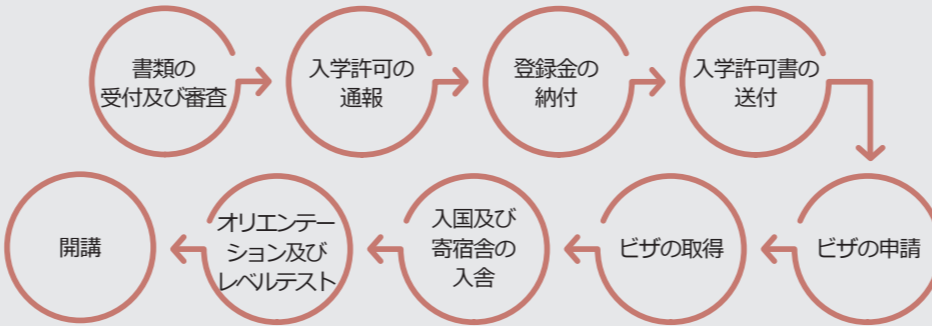 書類の
受付及び審査
入学許可の
通報
登録金の
納付
入学許可書の
送付
ビザの申請
ビザの取得
入国及び
寄宿舎の
入舎
オリエンテー
ション及び
レベルテスト
開講